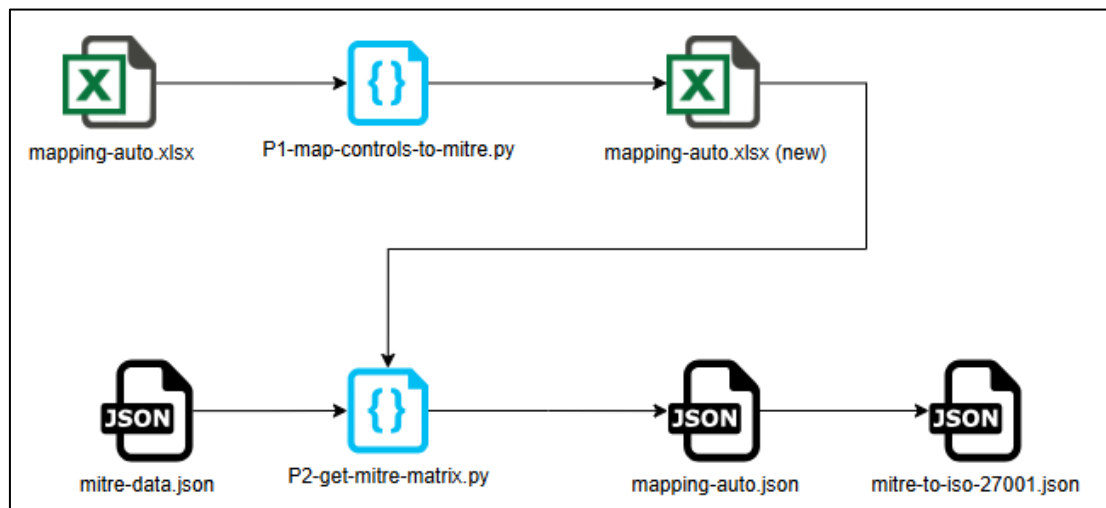 X
{}
X
mapping-auto.xlsx
P1-map-controls-to-mitre.py
mapping-auto.xlsx (new)
JSON
{}
JSON
JSON
mitre-data.json
P2-get-mitre-matrix.py
mapping-auto.json
mitre-to-iso-27001.json